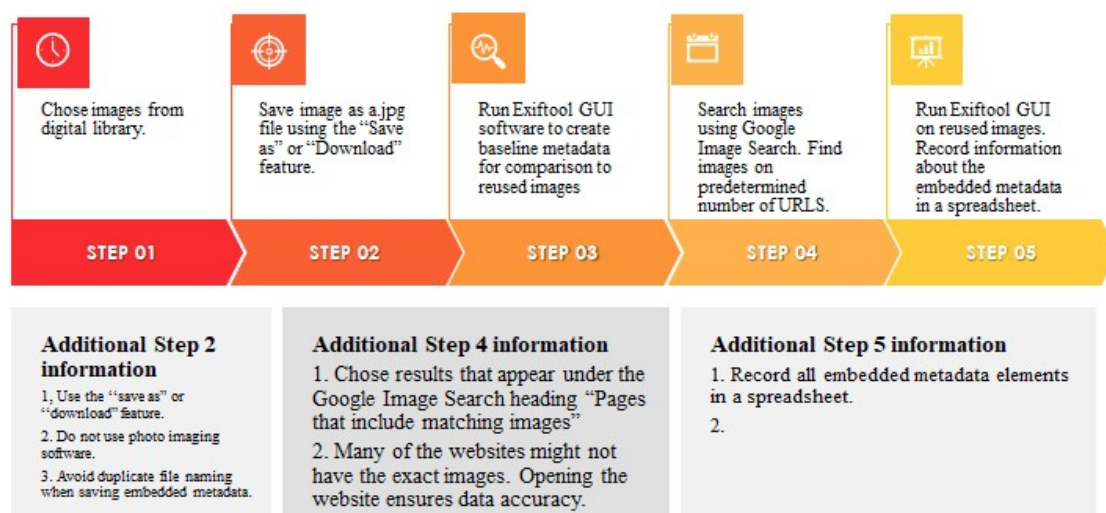 Chose images from
digital library.
Save image as a.jpg
file using the “Save
as” or “Download”
feature.
Run Exiftool GUI
software to create
baseline metadata
for comparison to
reused images
Search images
using Google
Image Search. Find
images on
predetermined
number of URLS.
Run Exiftool GUI
on reused images.
Record information
about the
embedded metadata
in a spreadsheet.
STEP 01
STEP 02
STEP 03
STEP 04
STEP 05
Additional Step 2
information
1, Use the “save as” or
“download” feature.
2. Do not use photo imaging
software.
3. Avoid duplicate file naming
when saving embedded metadata.
Additional Step 4 information
1. Chose results that appear under the
Google Image Search heading “Pages
that include matching images”
2. Many of the websites might not
have the exact images. Opening the
website ensures data accuracy.
Additional Step 5 information
1. Record all embedded metadata elements
in a spreadsheet.
2.